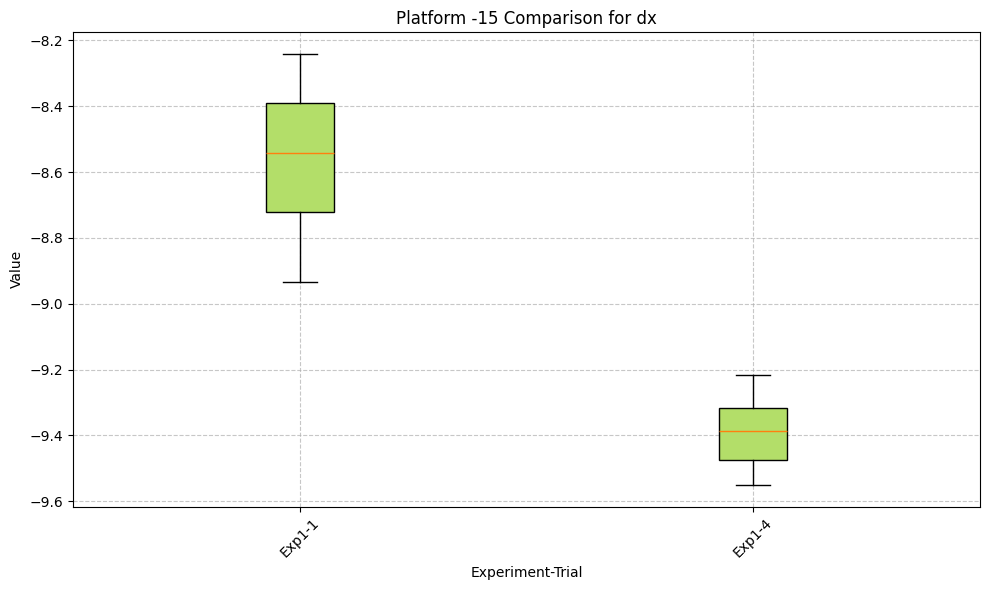 Platform -15 Comparison for dx
−8.2
−8.4
−8.6
−8.8
−9.0
−9.2
−9.4
−9.6
Value
Exp1-1
Exp1-4
Experiment-Trial